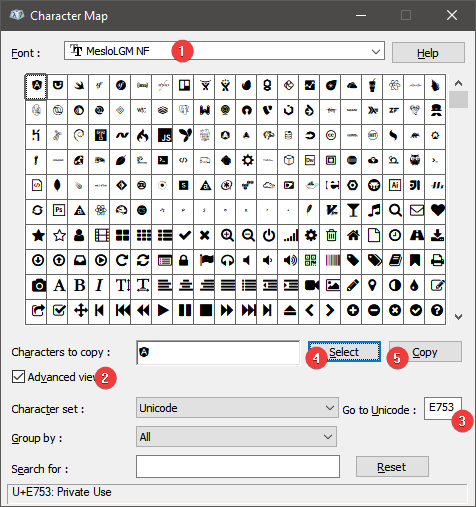 Character Map
Font : MesloLGM NF 1 Help
Characters to copy : 4 Select 5 Copy
Advanced view 2
Character set : Unicode Go to Unicode : E753
3
Group by : All
Search for : Reset
U+E753: Private Use